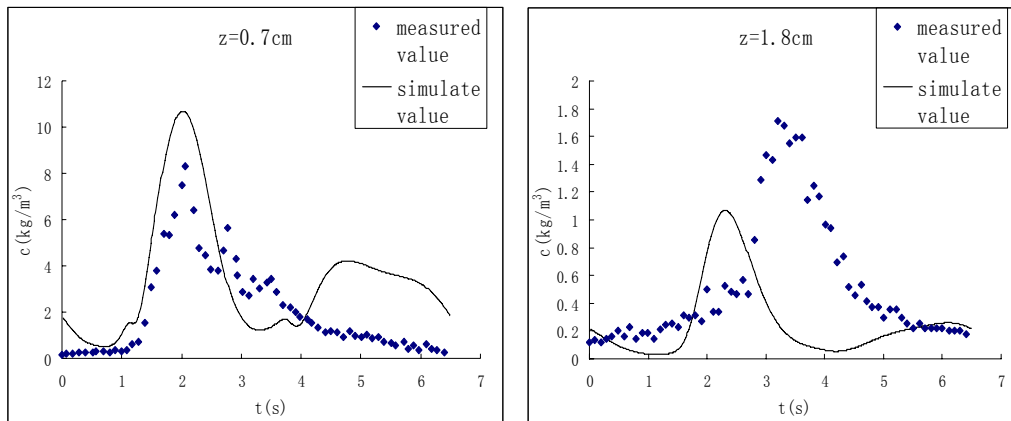 z=0.7cm
measured
value
simulate
value
c(kg/m³)
12
10
8
6
4
2
0
0 1 2 3 4 5 6 7
t(s)
z=1.8cm
measured
value
simulate
value
c(kg/m³)
2
1.8
1.6
1.4
1.2
1
0.8
0.6
0.4
0.2
0
0 1 2 3 4 5 6 7
t(s)